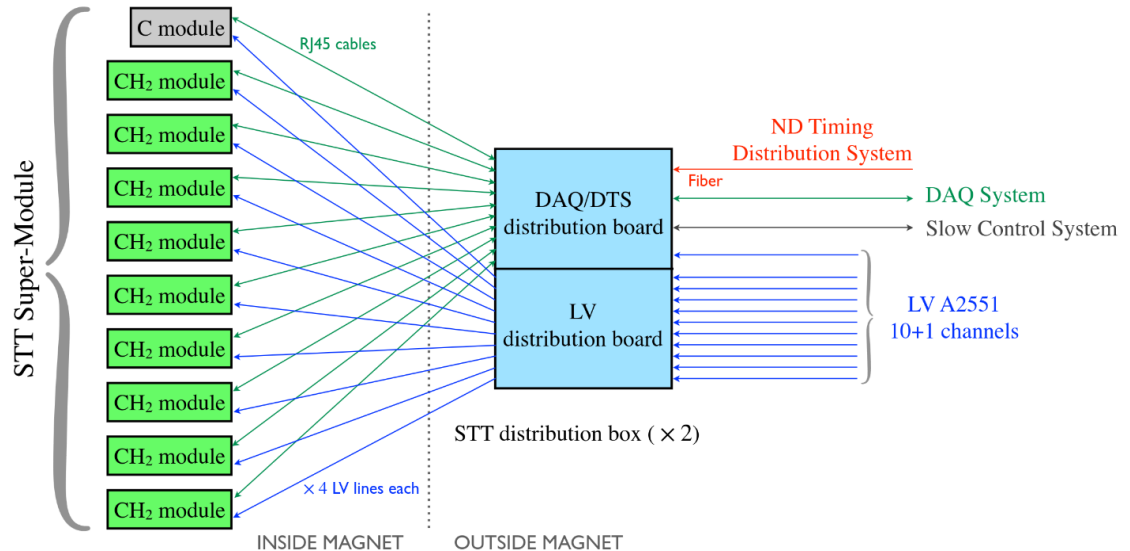 STT Super-Module
C module
CH₂ module
CH₂ module
CH₂ module
CH₂ module
CH₂ module
CH₂ module
CH₂ module
CH₂ module
CH₂ module
RJ45 cables
× 4 LV lines each
INSIDE MAGNET
OUTSIDE MAGNET
DAQ/DTS
distribution board
LV
distribution board
STT distribution box ( × 2)
ND Timing
Distribution System
Fiber
DAQ System
Slow Control System
LV A2551
10+1 channels